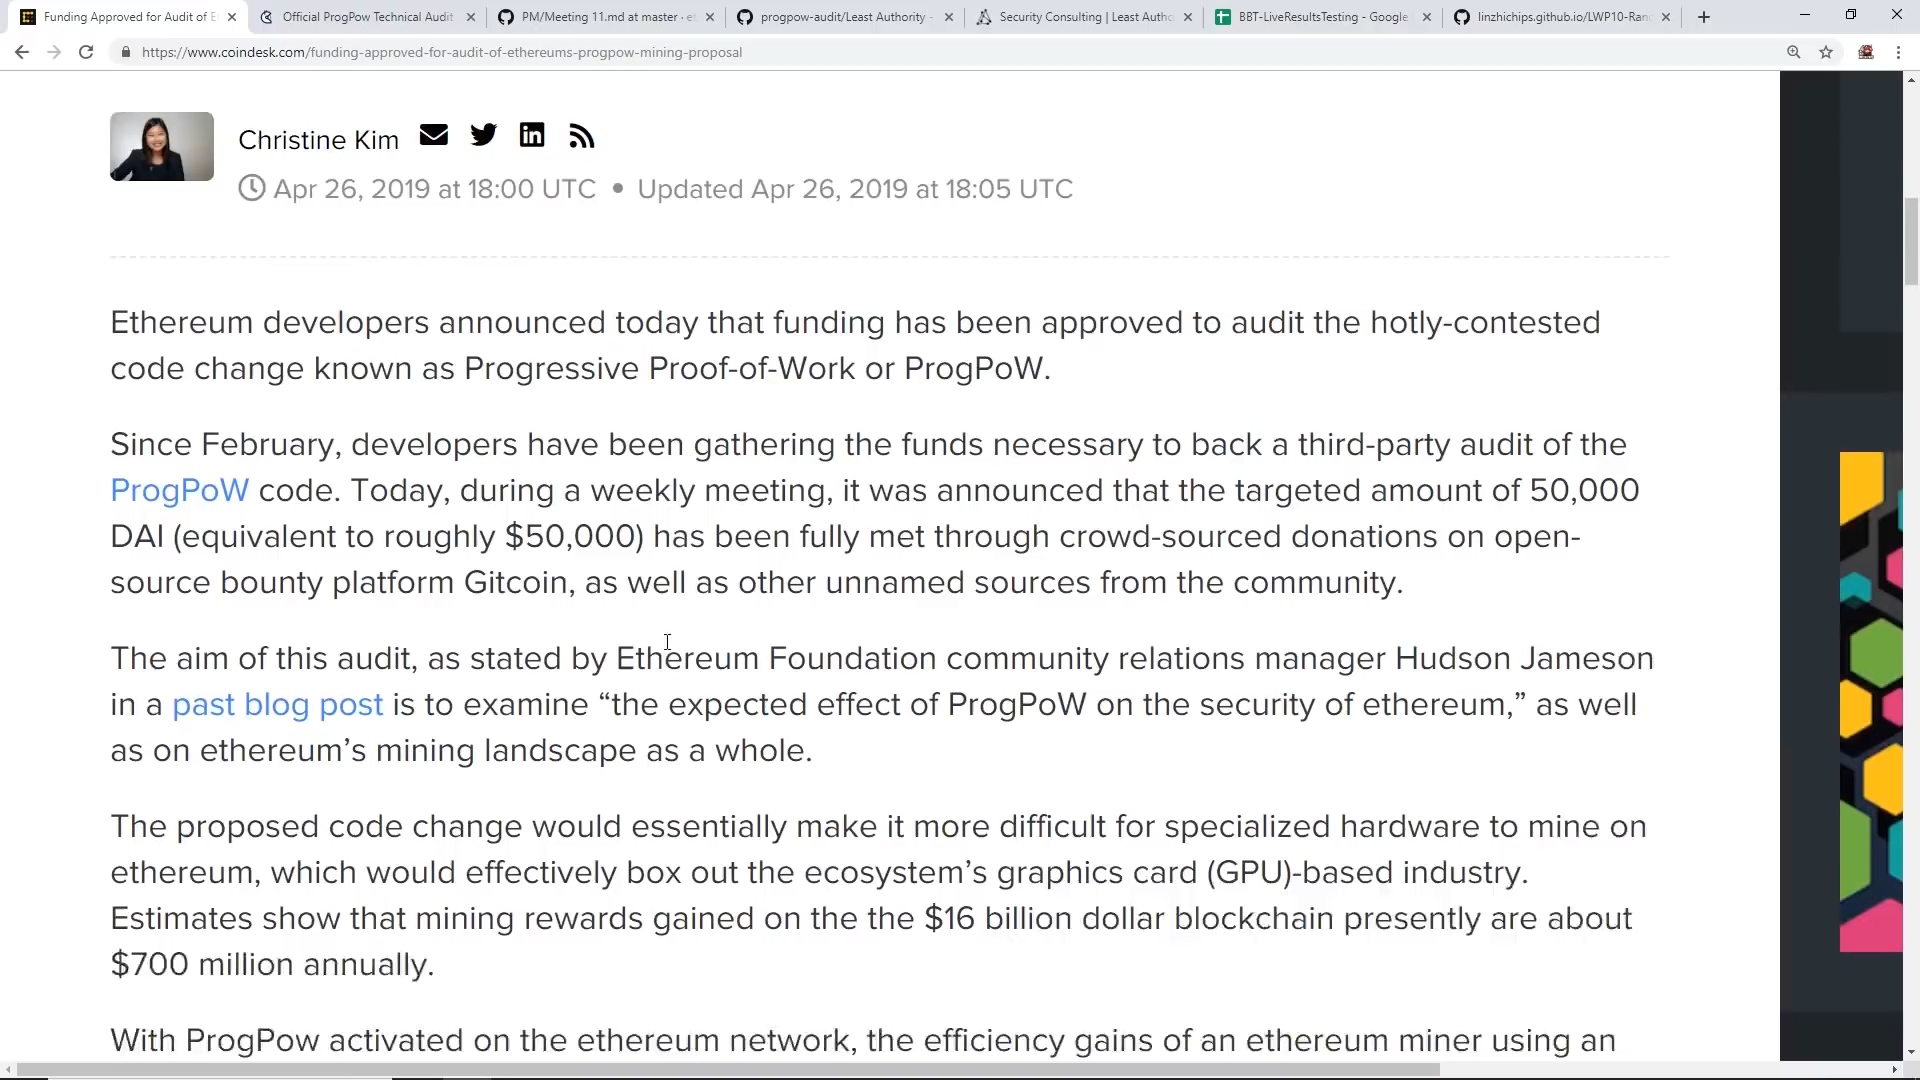 Funding Approved for Audit of E
Official ProgPow Technical Audit
PM/Meeting 11.md at master · et
progpow-audit/Least Authority -
Security Consulting | Least Autho
BBT-LiveResultsTesting - Google
linzhichips.github.io/LWP10-Ran
https://www.coindesk.com/funding-approved-for-audit-of-ethereums-progpow-mining-proposal
Christine Kim
Apr 26, 2019 at 18:00 UTC • Updated Apr 26, 2019 at 18:05 UTC
Ethereum developers announced today that funding has been approved to audit the hotly-contested
code change known as Progressive Proof-of-Work or ProgPoW.
Since February, developers have been gathering the funds necessary to back a third-party audit of the
ProgPoW code. Today, during a weekly meeting, it was announced that the targeted amount of 50,000
DAI (equivalent to roughly $50,000) has been fully met through crowd-sourced donations on open-
source bounty platform Gitcoin, as well as other unnamed sources from the community.
The aim of this audit, as stated by Ethereum Foundation community relations manager Hudson Jameson
in a past blog post is to examine “the expected effect of ProgPoW on the security of ethereum,” as well
as on ethereum’s mining landscape as a whole.
The proposed code change would essentially make it more difficult for specialized hardware to mine on
ethereum, which would effectively box out the ecosystem’s graphics card (GPU)-based industry.
Estimates show that mining rewards gained on the the $16 billion dollar blockchain presently are about
$700 million annually.
With ProgPow activated on the ethereum network, the efficiency gains of an ethereum miner using an